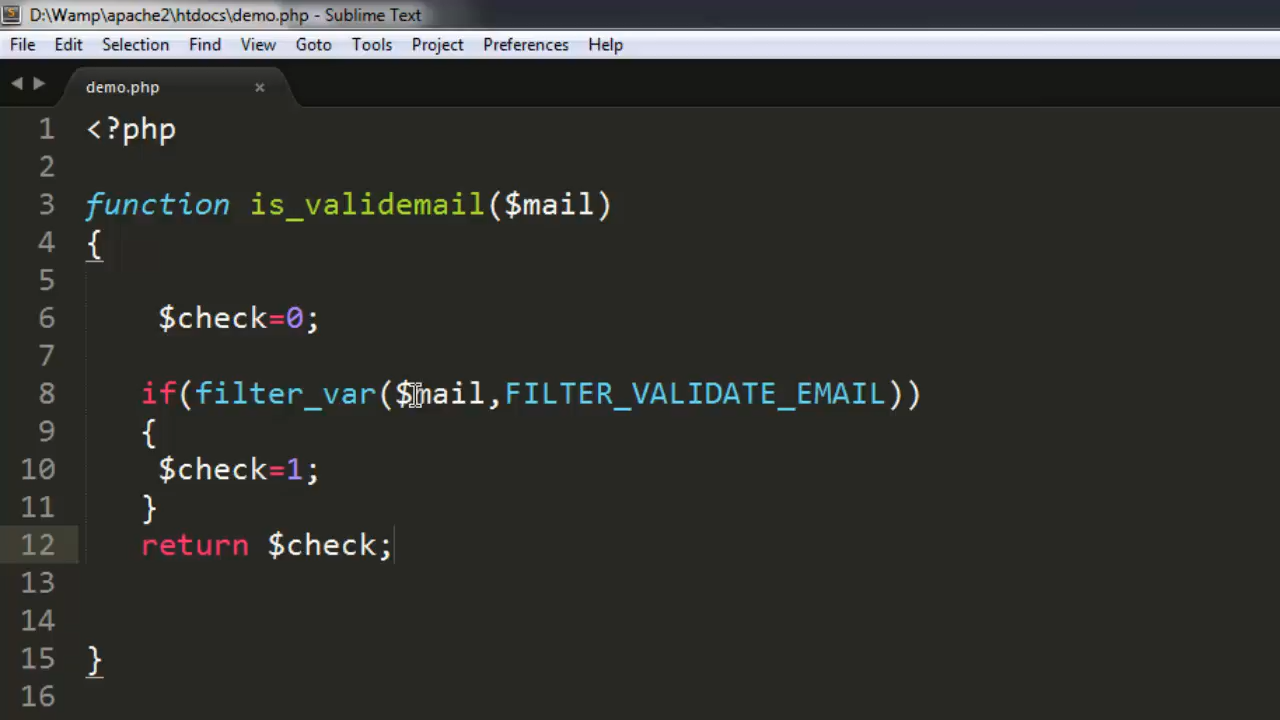 D:\Wamp\apache2\htdocs\demo.php - Sublime Text
File Edit Selection Find View Goto Tools Project Preferences Help
demo.php ×
1 <?php
2
3 function is_validemail($mail)
4 {
5
6 $check=0;
7
8 if(filter_var($mail,FILTER_VALIDATE_EMAIL))
9 {
10 $check=1;
11 }
12 return $check;
13
14
15 }
16